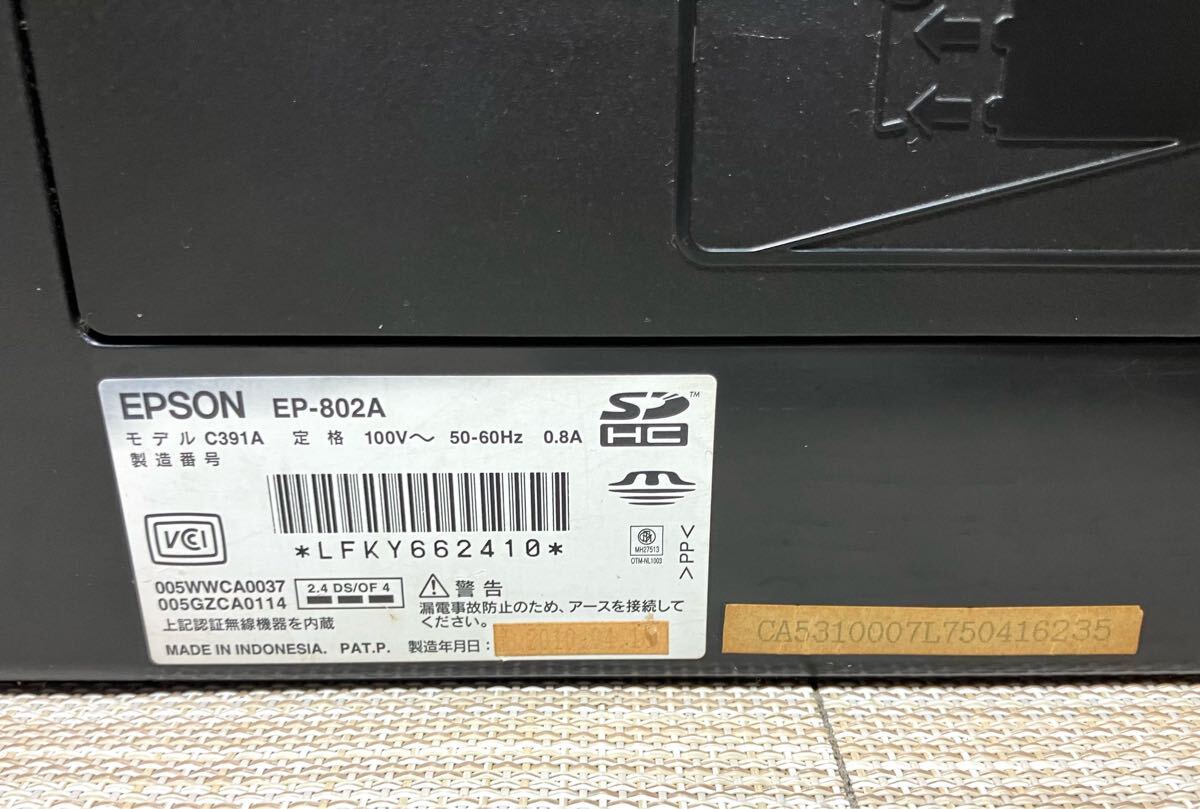 EPSON EP-802A
モデル C391A 定格 100V～ 50-60Hz 0.8A
製造番号
SD™
HC
*LFKY662410*
VCCI
MH27513
OTM-NL1003
>PP<
005WWCA0037
005GZCA0114
2.4 DS/OF 4
上記認証無線機器を内蔵
警告
漏電事故防止のため、アースを接続して
ください。
MADE IN INDONESIA. PAT.P. 製造年月日:
CA5310007L750416235